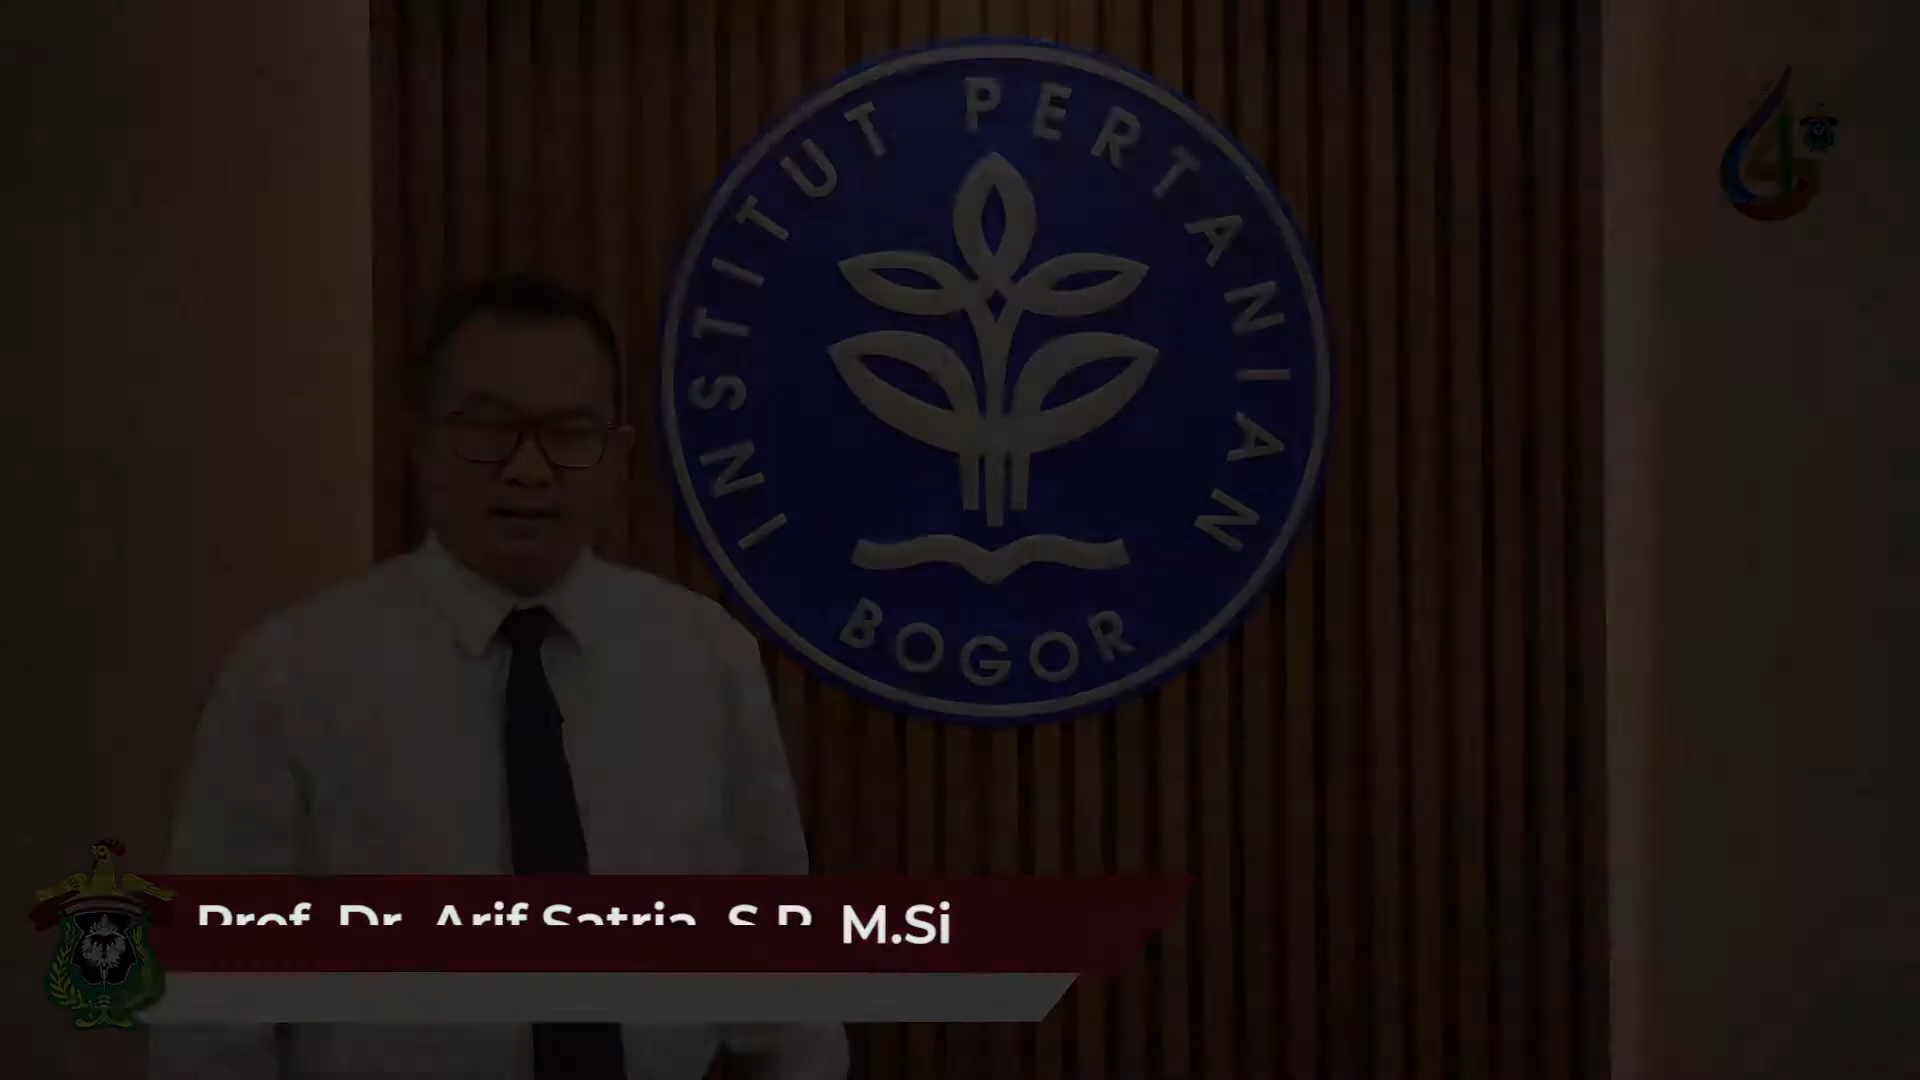 INSTITUT PERTANIAN
BOGOR
Prof. Dr. Arif Satria, S.P., M.Si